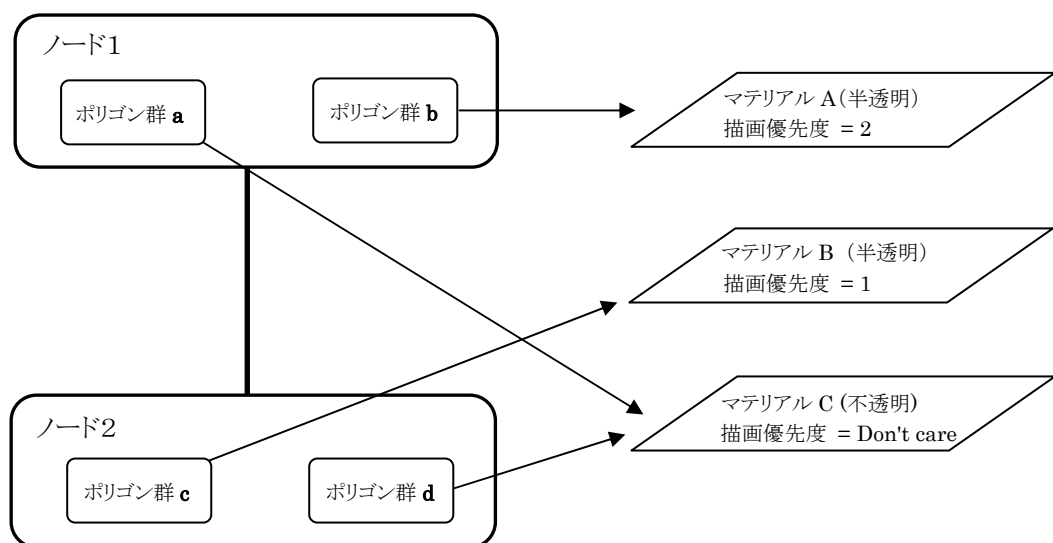 ノード1
ポリゴン群 a
ポリゴン群 b
マテリアル A(半透明)
描画優先度 = 2
マテリアル B (半透明)
描画優先度 = 1
マテリアル C (不透明)
描画優先度 = Don't care
ノード2
ポリゴン群 c
ポリゴン群 d